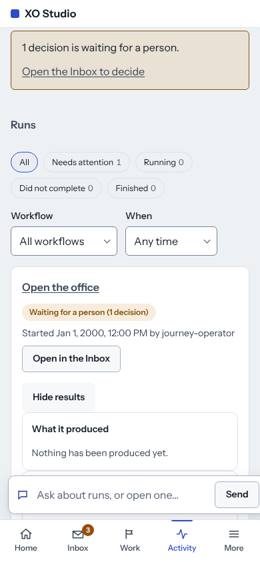 XO Studio
1 decision is waiting for a person.
Open the Inbox to decide
Runs
All
Needs attention 1
Running 0
Did not complete 0
Finished 0
Workflow
When
All workflows
Any time
Open the office
Waiting for a person (1 decision)
Started Jan 1, 2000, 12:00 PM by journey-operator
Open in the Inbox
Hide results
What it produced
Nothing has been produced yet.
Ask about runs, or open one...
Send
3
Home
Inbox
Work
Activity
More